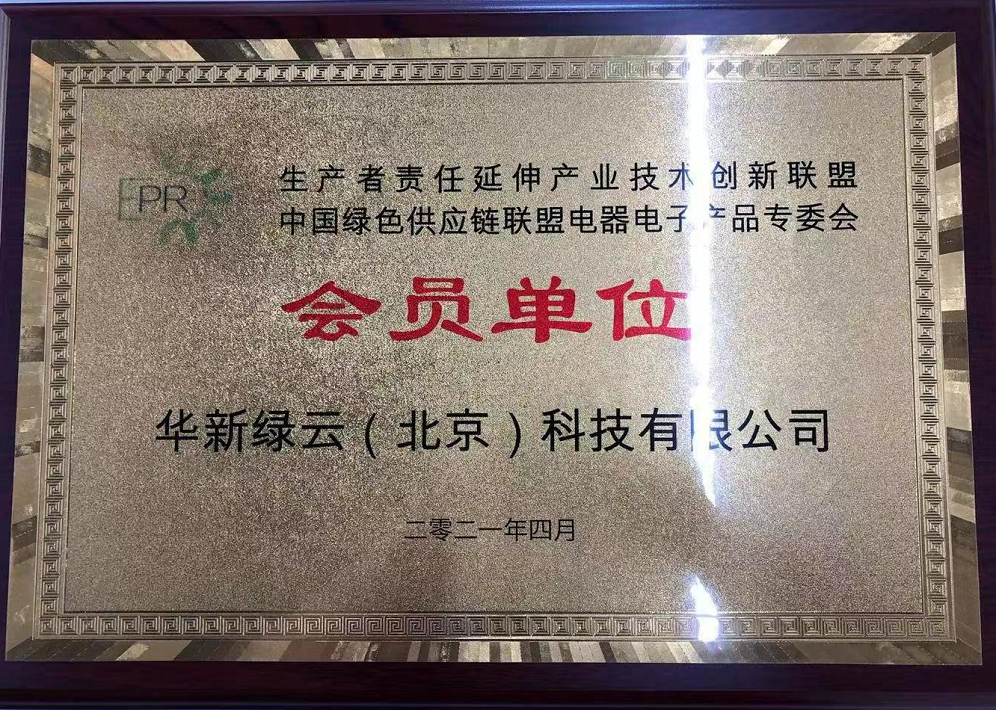 EPR
生产者责任延伸产业技术创新联盟
中国绿色供应链联盟电器电子产品专委会
会员单位
华新绿云(北京)科技有限公司
二零二一年四月